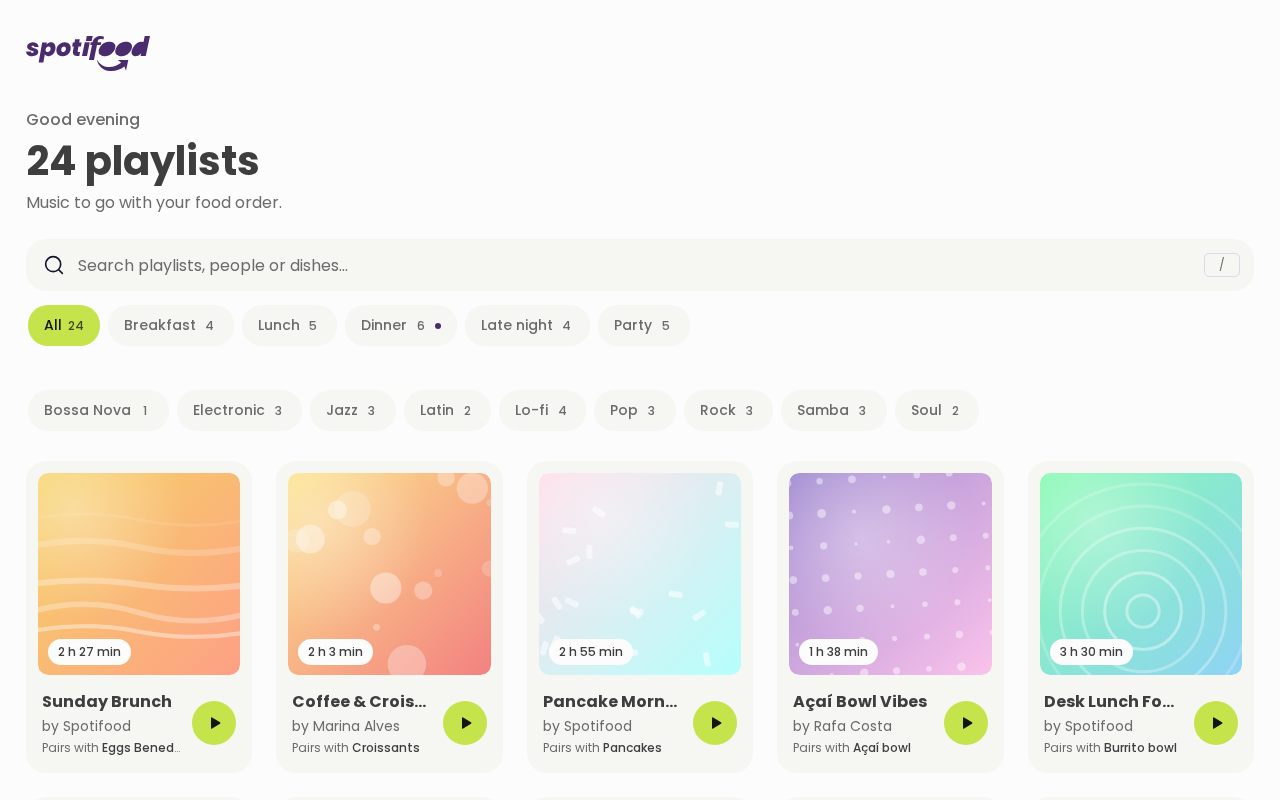 spotifood
Good evening
24 playlists
Music to go with your food order.
Search playlists, people or dishes...
/
All 24
Breakfast 4
Lunch 5
Dinner 6
Late night 4
Party 5
Bossa Nova 1
Electronic 3
Jazz 3
Latin 2
Lo-fi 4
Pop 3
Rock 3
Samba 3
Soul 2
2 h 27 min
Sunday Brunch
by Spotifood
Pairs with Eggs Bened...
2 h 3 min
Coffee & Crois...
by Marina Alves
Pairs with Croissants
2 h 55 min
Pancake Morn...
by Spotifood
Pairs with Pancakes
1 h 38 min
Açaí Bowl Vibes
by Rafa Costa
Pairs with Açaí bowl
3 h 30 min
Desk Lunch Fo...
by Spotifood
Pairs with Burrito bowl